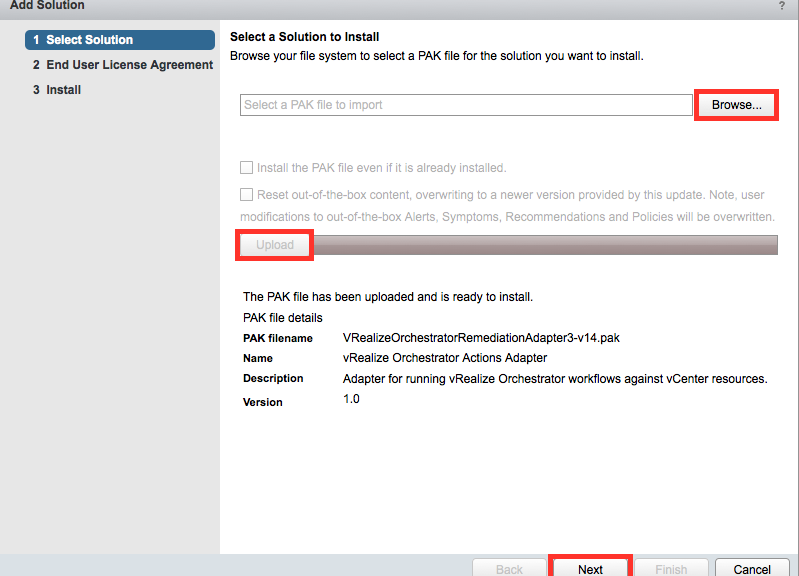 Add Solution
?
1 Select Solution
2 End User License Agreement
3 Install
Select a Solution to Install
Browse your file system to select a PAK file for the solution you want to install.
Select a PAK file to import
Browse...
Install the PAK file even if it is already installed.
Reset out-of-the-box content, overwriting to a newer version provided by this update. Note, user
modifications to out-of-the-box Alerts, Symptoms, Recommendations and Policies will be overwritten.
Upload
The PAK file has been uploaded and is ready to install.
PAK file details
PAK filename VRealizeOrchestratorRemediationAdapter3-v14.pak
Name vRealize Orchestrator Actions Adapter
Description Adapter for running vRealize Orchestrator workflows against vCenter resources.
Version 1.0
Back Next Finish Cancel